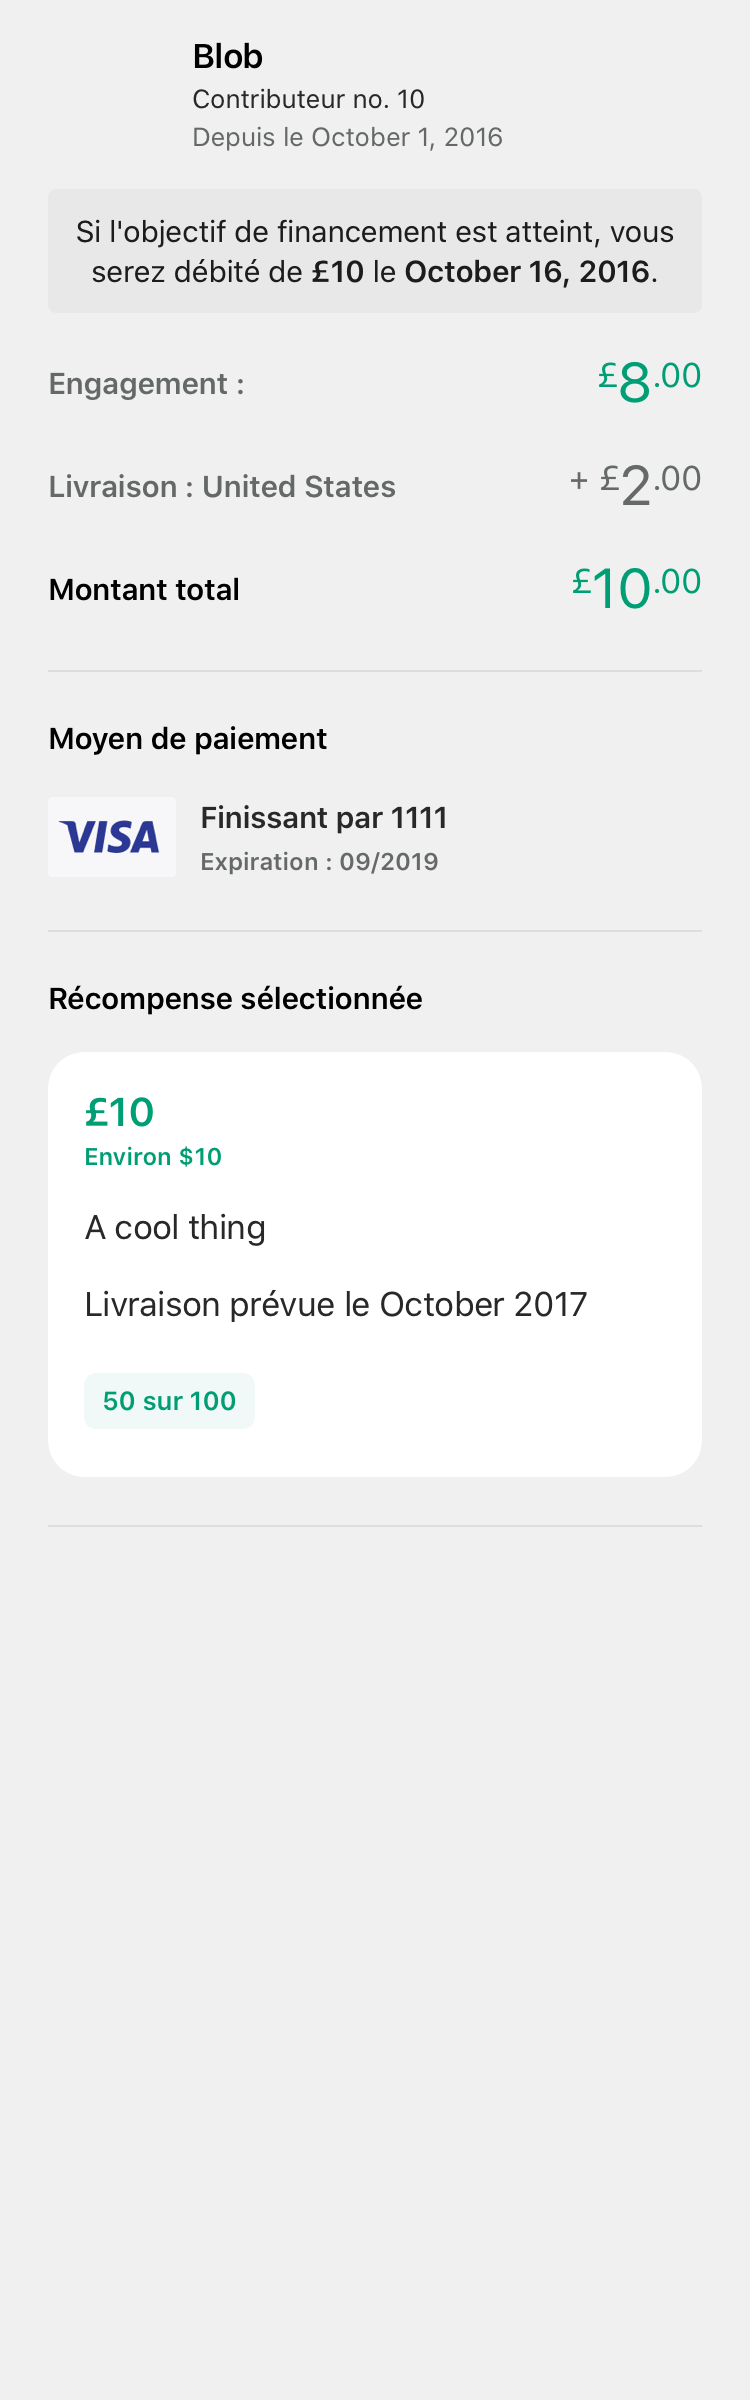 Blob
Contributeur no. 10
Depuis le October 1, 2016
Si l'objectif de financement est atteint, vous
serez débité de £10 le October 16, 2016.
Engagement : £8.00
Livraison : United States + £2.00
Montant total £10.00
Moyen de paiement
VISA
Finissant par 1111
Expiration : 09/2019
Récompense sélectionnée
£10
Environ $10
A cool thing
Livraison prévue le October 2017
50 sur 100